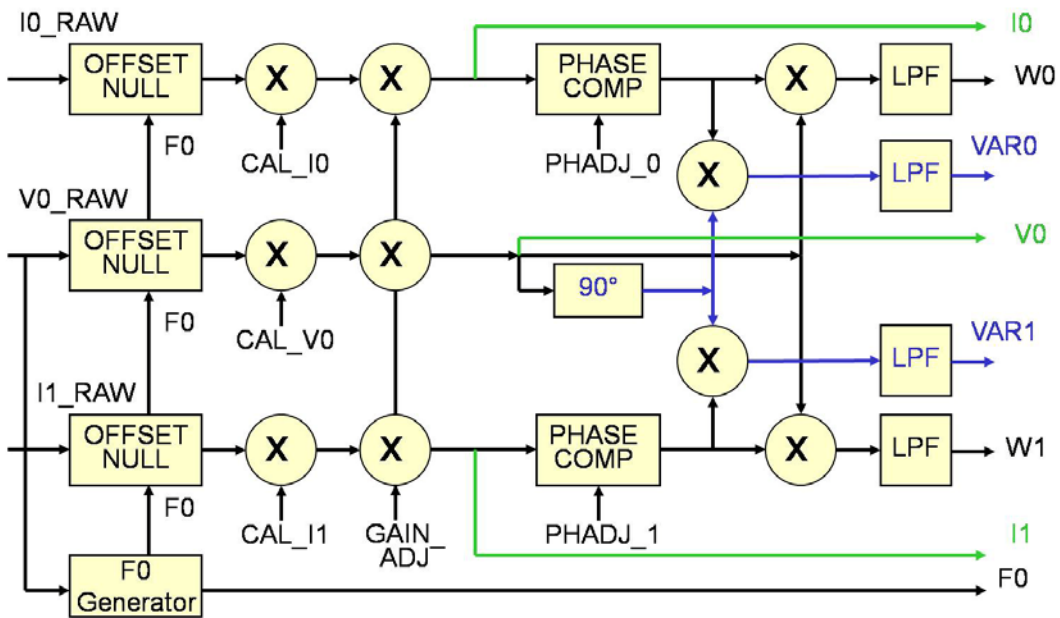 I0_RAW
OFFSET
NULL
X
X
PHASE
COMP
X
LPF
I0
W0
F0
CAL_I0
PHADJ_0
X
LPF
VAR0
V0_RAW
OFFSET
NULL
X
X
V0
90°
F0
CAL_V0
X
LPF
VAR1
I1_RAW
OFFSET
NULL
X
X
PHASE
COMP
X
LPF
W1
F0
CAL_I1
GAIN_
ADJ
PHADJ_1
I1
F0
Generator
F0